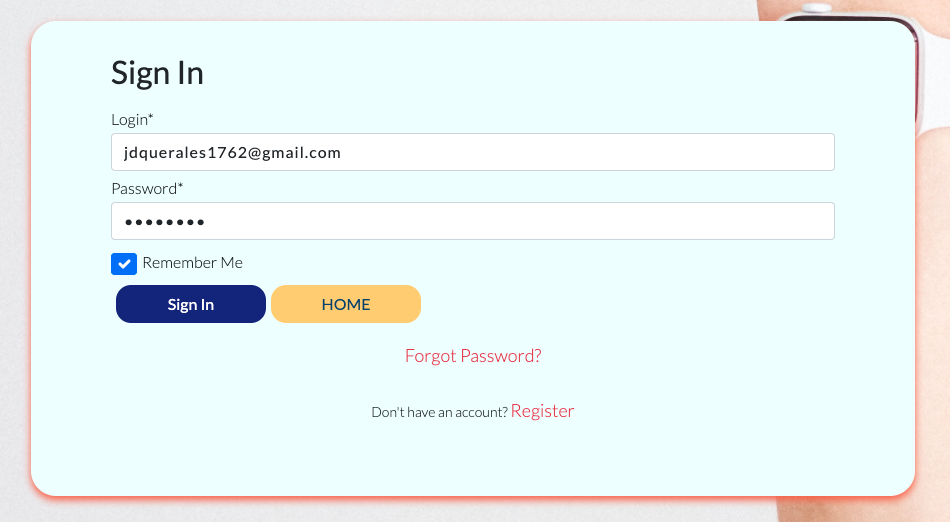 Sign In
Login*
jdquerales1762@gmail.com
Password*
••••••••
Remember Me
Sign In HOME
Forgot Password?
Don't have an account? Register